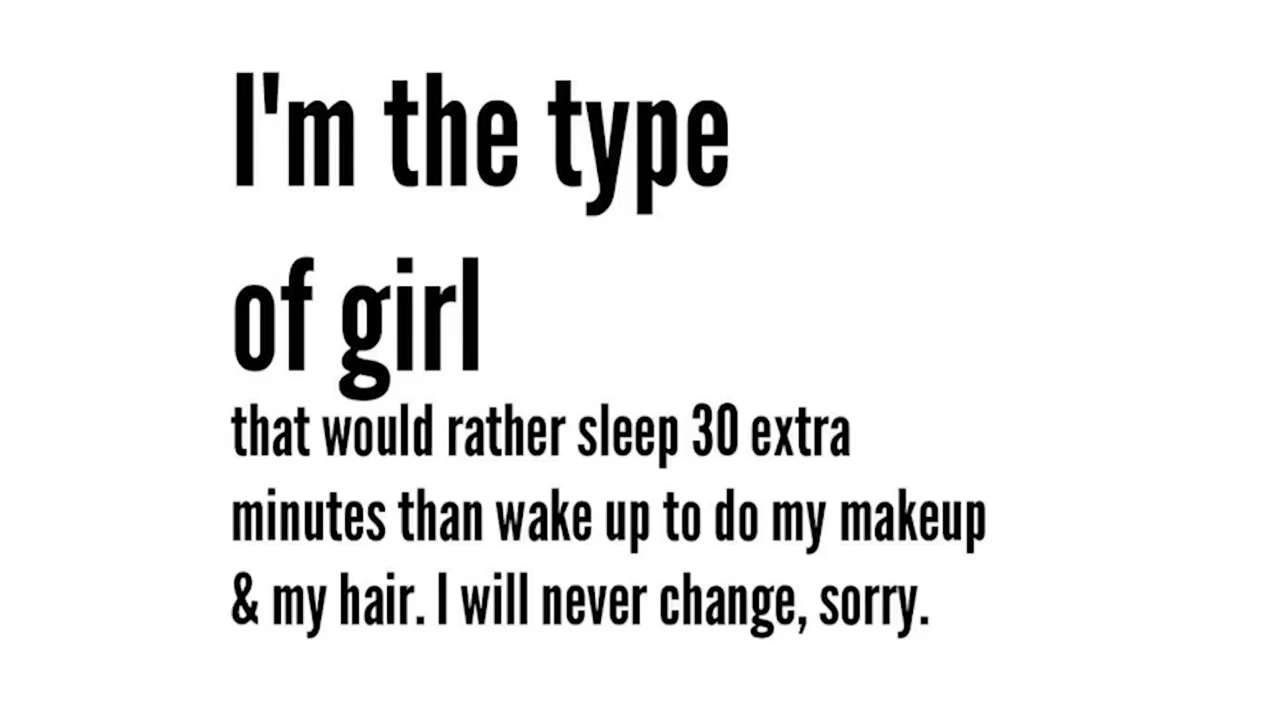 I'm the type
of girl
that would rather sleep 30 extra
minutes than wake up to do my makeup
& my hair. I will never change, sorry.